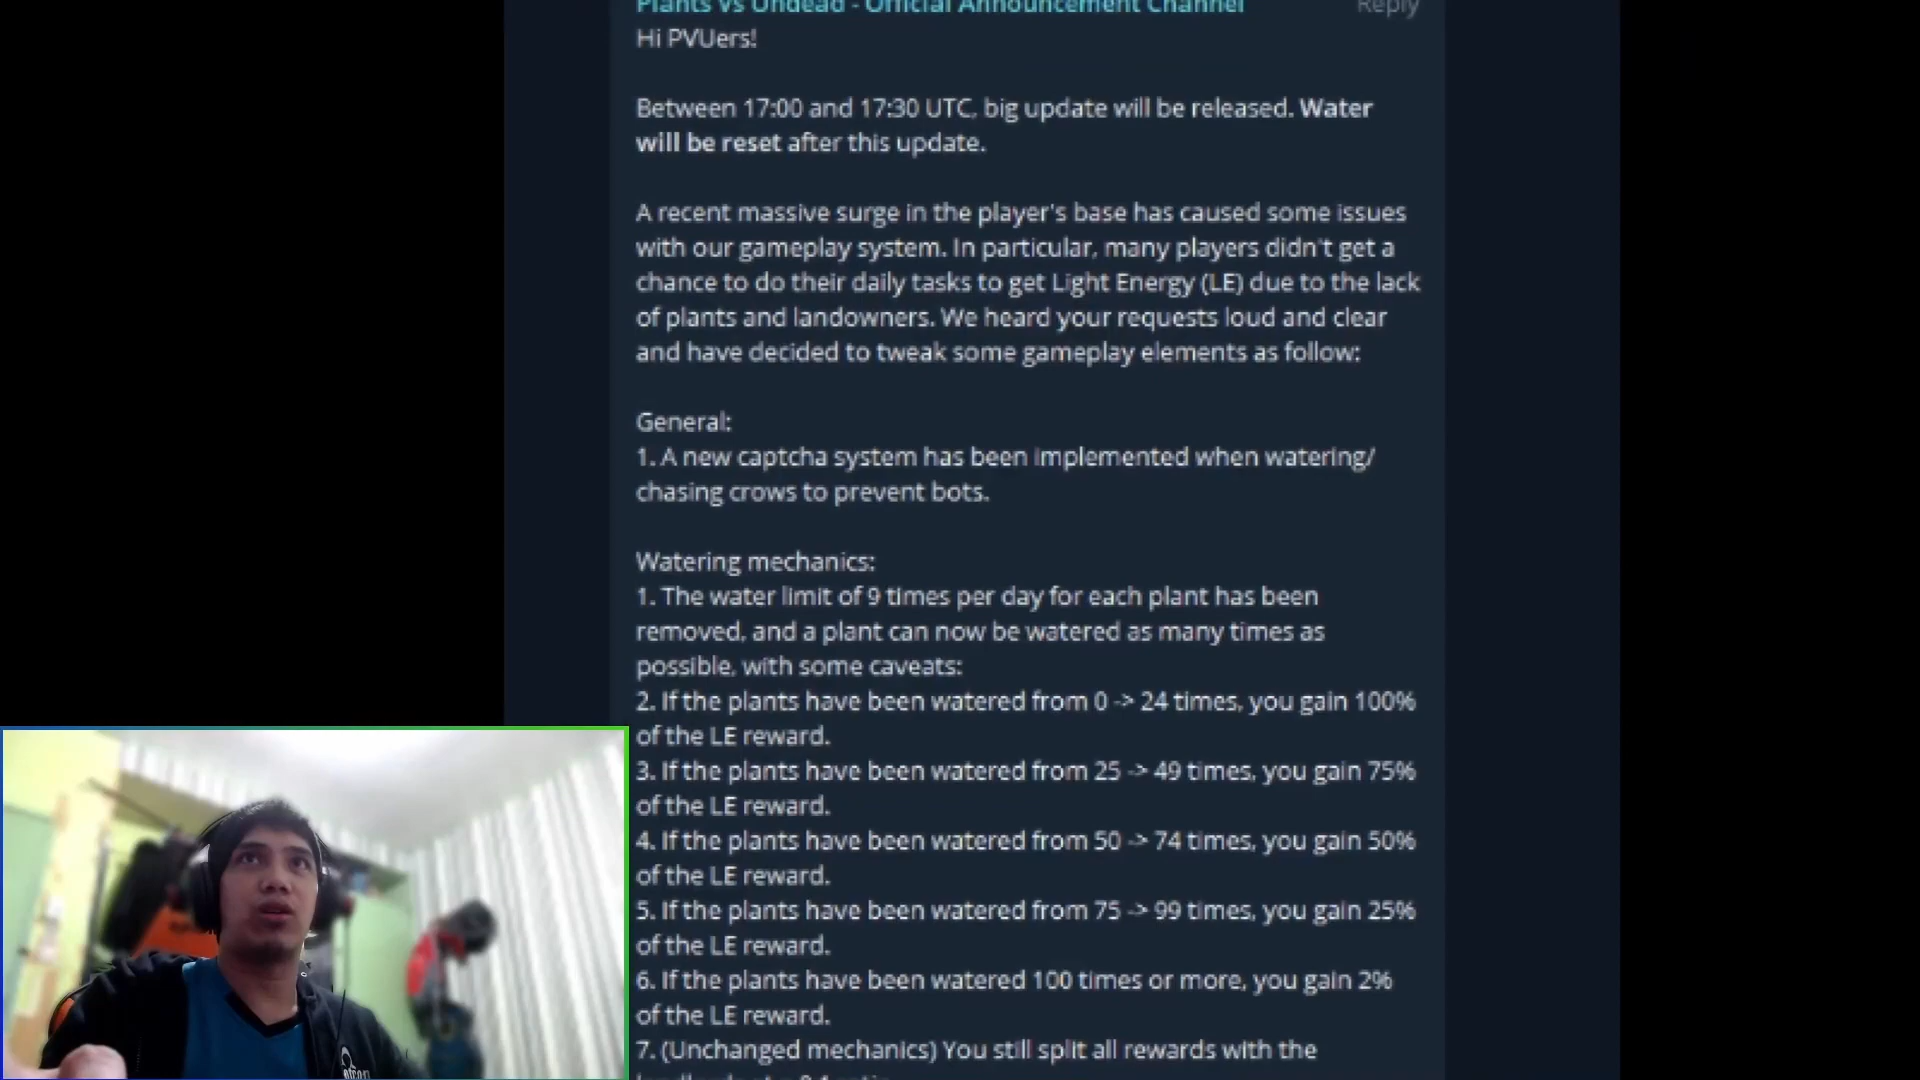 Plants Vs Undead - Official Announcement Channel Reply
Hi PVUers!
Between 17:00 and 17:30 UTC, big update will be released. Water
will be reset after this update.
A recent massive surge in the player's base has caused some issues
with our gameplay system. In particular, many players didn't get a
chance to do their daily tasks to get Light Energy (LE) due to the lack
of plants and landowners. We heard your requests loud and clear
and have decided to tweak some gameplay elements as follow:
General:
1. A new captcha system has been implemented when watering/
chasing crows to prevent bots.
Watering mechanics:
1. The water limit of 9 times per day for each plant has been
removed, and a plant can now be watered as many times as
possible, with some caveats:
2. If the plants have been watered from 0 -> 24 times, you gain 100%
of the LE reward.
3. If the plants have been watered from 25 -> 49 times, you gain 75%
of the LE reward.
4. If the plants have been watered from 50 -> 74 times, you gain 50%
of the LE reward.
5. If the plants have been watered from 75 -> 99 times, you gain 25%
of the LE reward.
6. If the plants have been watered 100 times or more, you gain 2%
of the LE reward.
7. (Unchanged mechanics) You still split all rewards with the